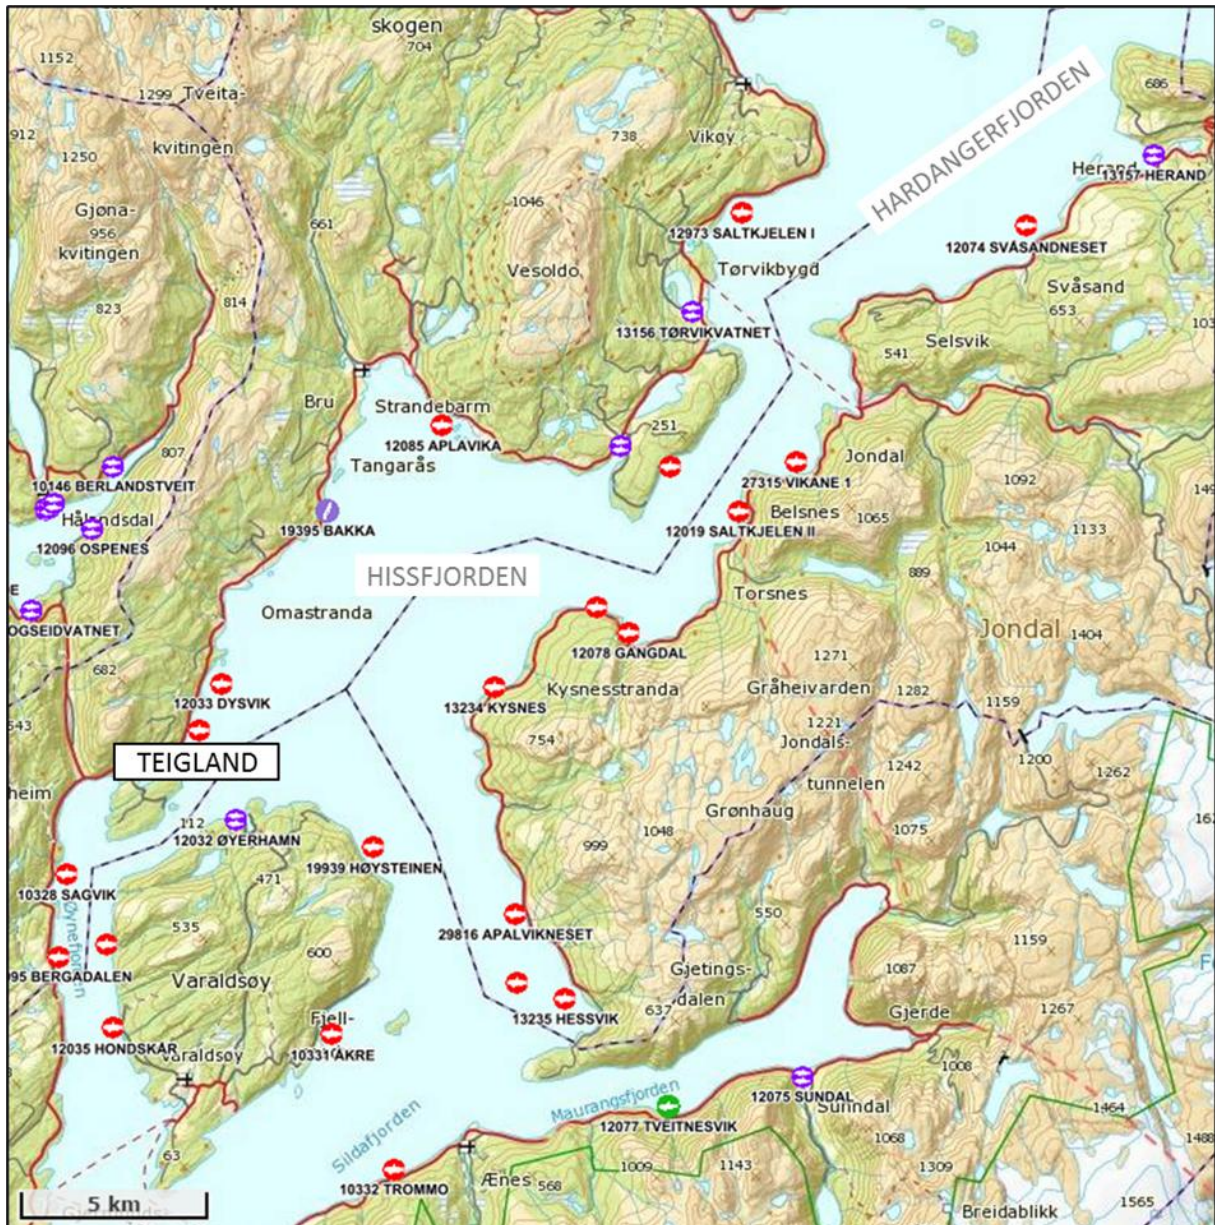 skogen
704
1152
1299
Tveita-
kvitingen
912
1250
738
Vikøy
686
HARDANGERFJORDEN
Herand
13157 HERAND
Gjøna-
956
kvitingen
661
1046
12973 SALTKJELEN I
12074 SVÅSANDNESET
Vesoldo
Tørvikbygd
814
823
Svåsand
653
13156 TØRVIKVATNET
541
Selsvik
Bru
Strandebarm
12085 APLAVIKA
251
807
Tangarås
10146 BERLANDSTVEIT
27315 VIKANE 1
Jondal
1092
Hålandsdal
19395 BAKKA
12096 OSPENES
12019 SALTKJELEN II
Belsnes
1065
1133
1044
HISSFJORDEN
889
Torsnes
OGSEIDVATNET
Omastranda
Jondal
1404
682
12078 GANGDAL
1271
12033 DYSVIK
13234 KYSNES
Kysnesstranda
Gråheivarden
1282
1159
543
754
1221
TEIGLAND
Jondals-
tunnelen
1242
1200
1262
heim
112
12032 ØYERHAMN
Grønhaug
999
1048
1075
19939 HØYSTEINEN
10328 SAGVIK
471
Øynefjorden
535
600
29816 APALVIKNESET
550
1159
095 BERGADALEN
Varaldsøy
Gjetings-
dalen
1087
13235 HESSVIK
637
Gjerde
1267
12035 HONDSKÅR
Fjell-
10331 ÅKRE
Varaldsøy
Maurangsfjorden
12075 SUNDAL
Sunndal
1008
1464
12077 TVEITNESVIK
Sildafjorden
63
1068
1488
10332 TROMMO
Ænes
568
1009
1143
1309
1565
5 km
Breidablikk